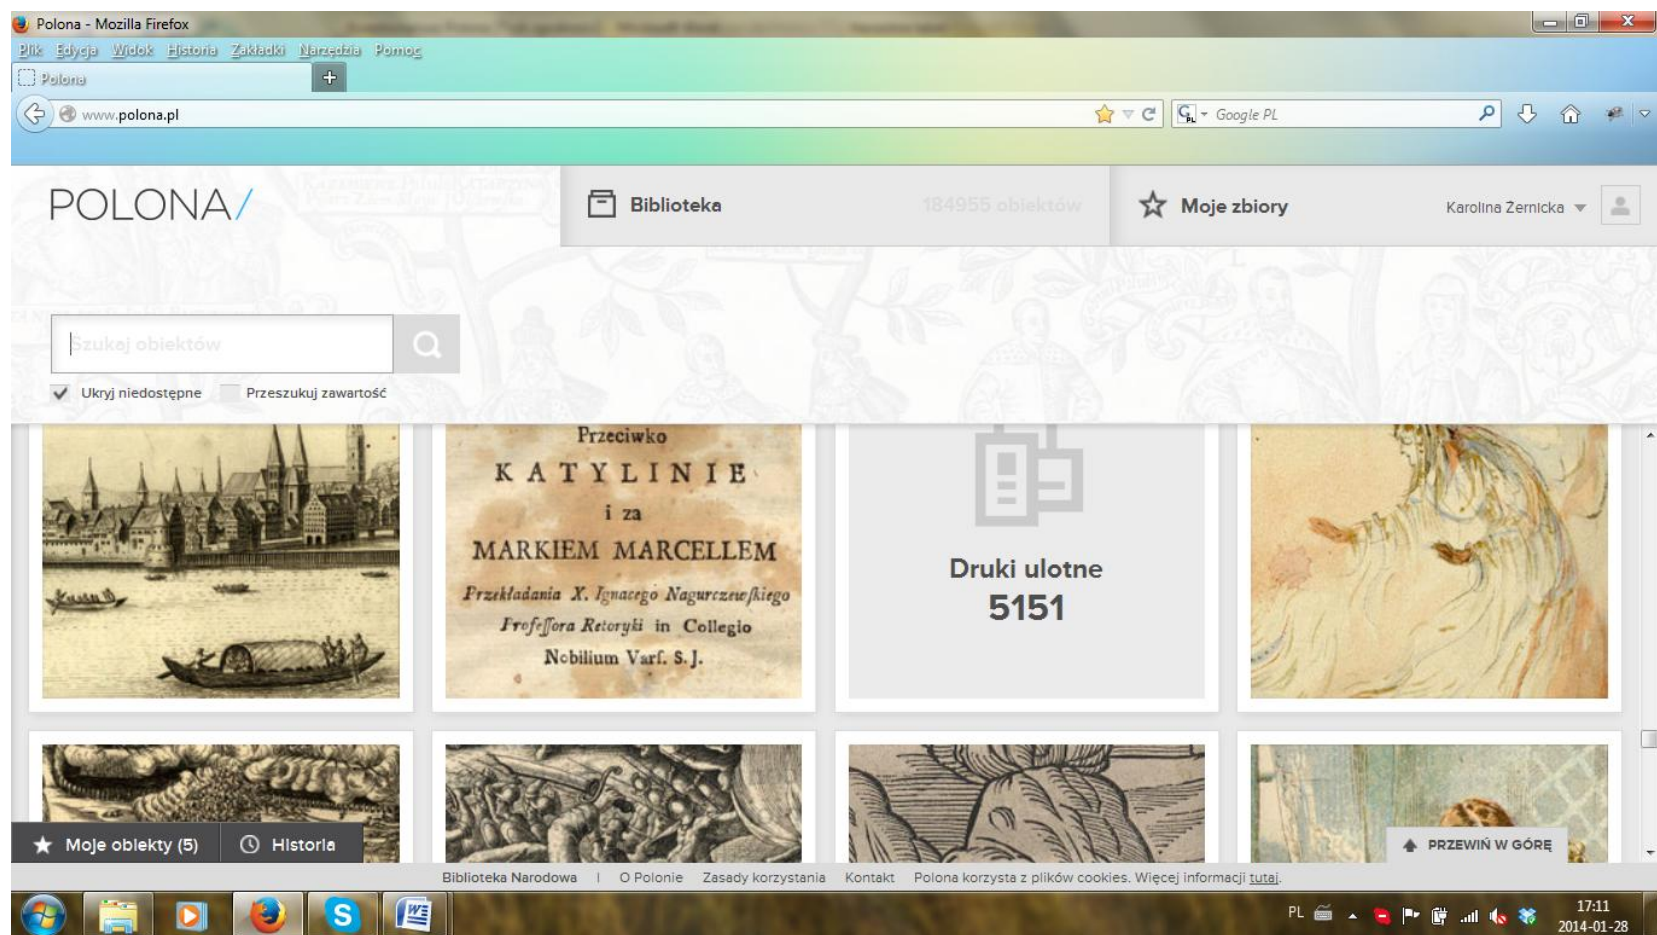 Polona - Mozilla Firefox
Plik Edycja Widok Historia Zakładki Narzędzia Pomoc
Polona
www.polona.pl
Google PL
POLONA/
Biblioteka
184955 obiektów
Moje zbiory
Karolina Żernicka
Szukaj obiektów
Ukryj niedostępne
Przeszukuj zawartość
Przeciwko
KATYLINIE
i za
MARKIEM MARCELLEM
Przekładania X. Ignacego Nagurczewſkiego
Profeſſora Retoryki in Collegio
Nobilium Varſ. S. J.
Druki ulotne
5151
Moje obiekty (5)
Historia
PRZEWIŃ W GÓRĘ
Biblioteka Narodowa | O Polonie Zasady korzystania Kontakt Polona korzysta z plików cookies. Więcej informacji tutaj.
PL
17:11
2014-01-28